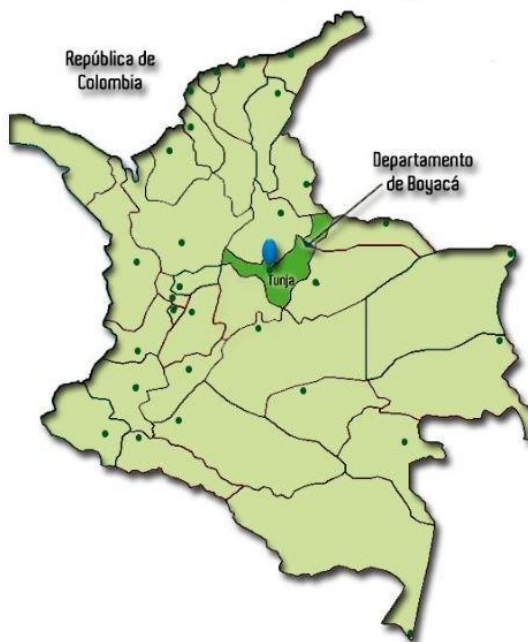 República de
Colombia
Departamento
de Boyacá
Tunja